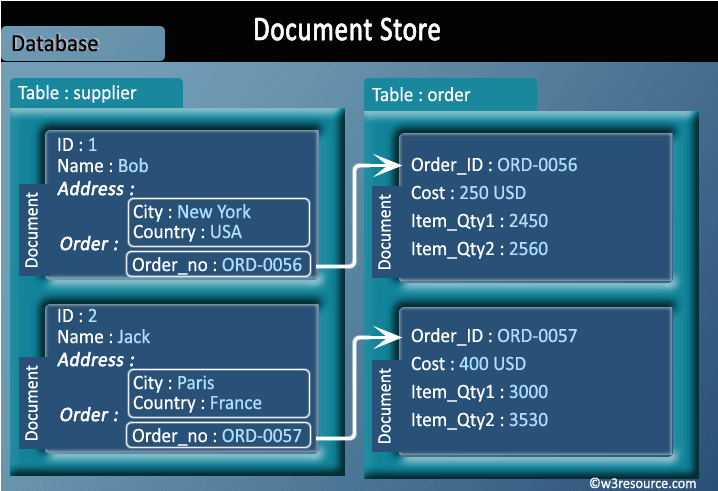 Document Store
Database
Table : supplier
ID : 1
Name : Bob
Address :
City : New York
Country : USA
Order :
Order_no : ORD-0056
Document
ID : 2
Name : Jack
Address :
City : Paris
Country : France
Order :
Order_no : ORD-0057
Document
Table : order
Order_ID : ORD-0056
Cost : 250 USD
Item_Qty1 : 2450
Item_Qty2 : 2560
Document
Order_ID : ORD-0057
Cost : 400 USD
Item_Qty1 : 3000
Item_Qty2 : 3530
Document
©w3resource.com